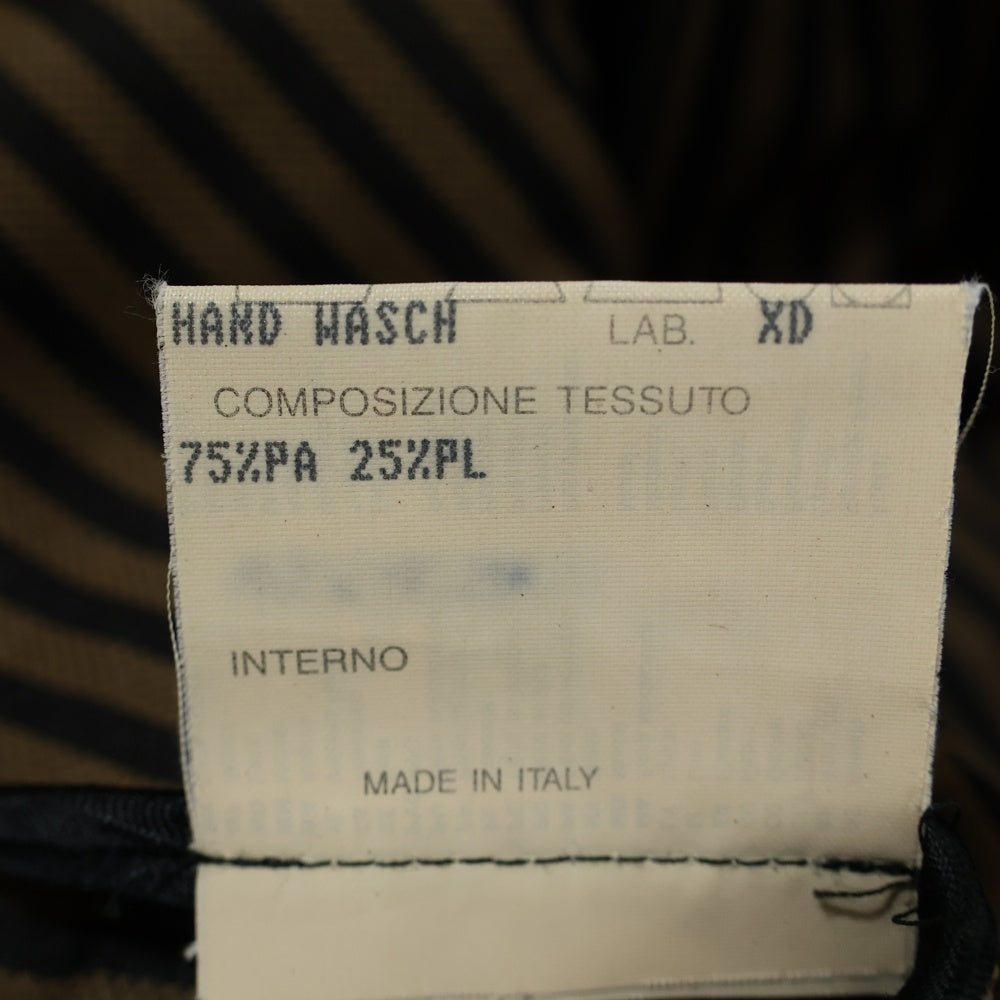 HAND WASCH LAB. XD
COMPOSIZIONE TESSUTO
75%PA 25%PL
INTERNO
MADE IN ITALY